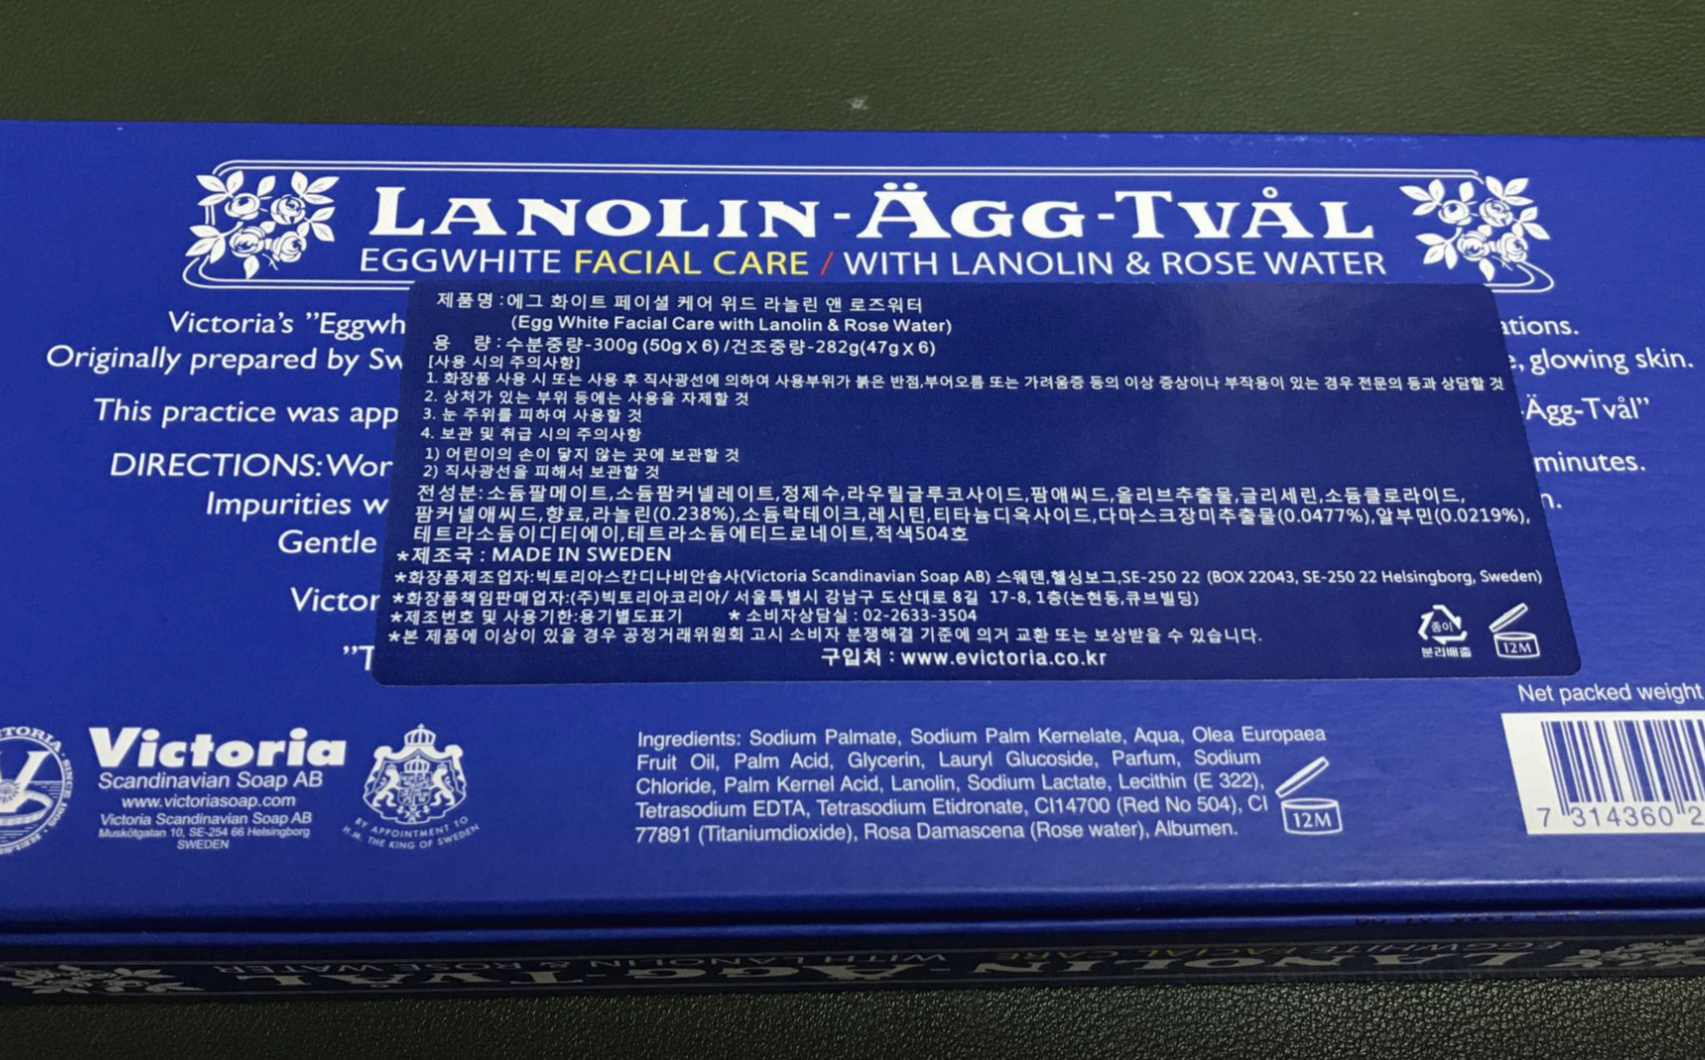 LANOLIN-ÄGG-TVÅL
EGGWHITE FACIAL CARE / WITH LANOLIN & ROSE WATER
Victoria's "Eggwh
ations.
Originally prepared by Sw
, glowing skin.
This practice was app
Ägg-Tvål"
DIRECTIONS: Wor
minutes.
Impurities w
n.
Gentle
Victor
"T
제품명:에그 화이트 페이셜 케어 위드 라놀린 앤 로즈워터
(Egg White Facial Care with Lanolin & Rose Water)
용 량:수분중량-300g (50g X 6) /건조중량-282g(47g X 6)
[사용 시의 주의사항]
1. 화장품 사용 시 또는 사용 후 직사광선에 의하여 사용부위가 붉은 반점,부어오름 또는 가려움증 등의 이상 증상이나 부작용이 있는 경우 전문의 등과 상담할 것
2. 상처가 있는 부위 등에는 사용을 자제할 것
3. 눈 주위를 피하여 사용할 것
4. 보관 및 취급 시의 주의사항
1) 어린이의 손이 닿지 않는 곳에 보관할 것
2) 직사광선을 피해서 보관할 것
전성분:소듐팔메이트,소듐팜커넬레이트,정제수,라우릴글루코사이드,팜애씨드,올리브추출물,글리세린,소듐클로라이드,
팜커넬애씨드,향료,라놀린(0.238%),소듐락테이크,레시틴,티타늄디옥사이드,다마스크장미추출물(0.0477%),알부민(0.0219%),
테트라소듐이디티에이,테트라소듐에티드로네이트,적색504호
*제조국 : MADE IN SWEDEN
*화장품제조업자:빅토리아스칸디나비안솝사(Victoria Scandinavian Soap AB) 스웨덴,헬싱보그,SE-250 22 (BOX 22043, SE-250 22 Helsingborg, Sweden)
*화장품책임판매업자:(주)빅토리아코리아/ 서울특별시 강남구 도산대로 8길 17-8, 1층(논현동,큐브빌딩)
*제조번호 및 사용기한:용기별도표기 * 소비자상담실 : 02-2633-3504
*본 제품에 이상이 있을 경우 공정거래위원회 고시 소비자 분쟁해결 기준에 의거 교환 또는 보상받을 수 있습니다.
구입처 : www.evictoria.co.kr
종이
분리배출
12M
Net packed weight
Victoria
Scandinavian Soap AB
www.victoriasoap.com
Victoria Scandinavian Soap AB
Muskötgatan 10, SE-254 66 Helsingborg
SWEDEN
BY APPOINTMENT TO
H.M. THE KING OF SWEDEN
Ingredients: Sodium Palmate, Sodium Palm Kernelate, Aqua, Olea Europaea
Fruit Oil, Palm Acid, Glycerin, Lauryl Glucoside, Parfum, Sodium
Chloride, Palm Kernel Acid, Lanolin, Sodium Lactate, Lecithin (E 322),
Tetrasodium EDTA, Tetrasodium Etidronate, CI14700 (Red No 504), CI
77891 (Titaniumdioxide), Rosa Damascena (Rose water), Albumen.
12M
7 314360 2
LANOLIN-ÄGG-TVÅL
EGGWHITE FACIAL CARE WITH LANOLIN & ROSE WATER